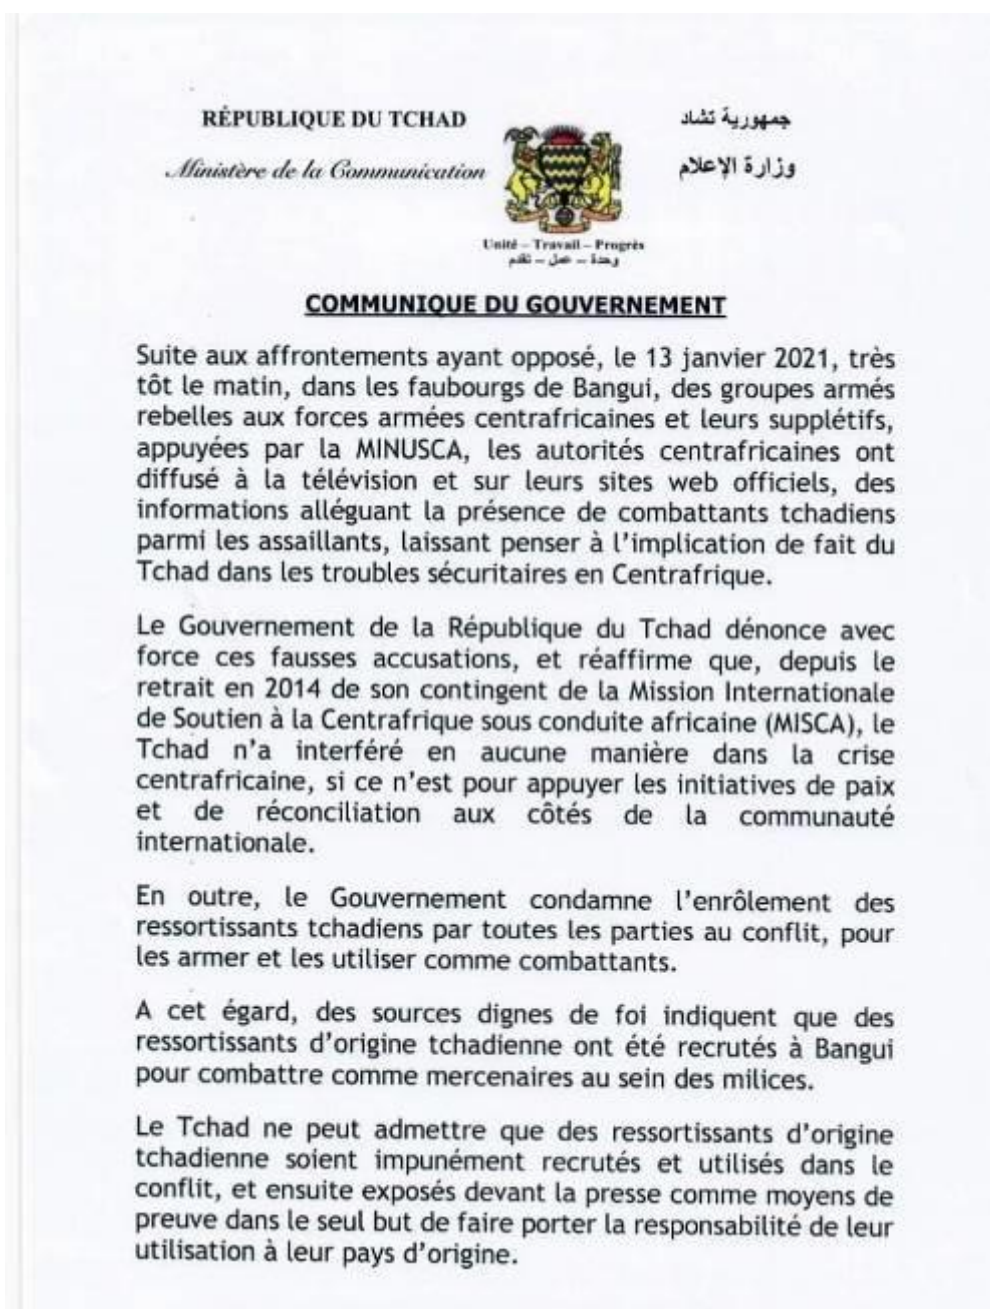 RÉPUBLIQUE DU TCHAD
جمهورية تشاد
Ministère de la Communication
وزارة الإعلام
Unité – Travail – Progrès
وحدة – عمل – تقدم
COMMUNIQUE DU GOUVERNEMENT
Suite aux affrontements ayant opposé, le 13 janvier 2021, très
tôt le matin, dans les faubourgs de Bangui, des groupes armés
rebelles aux forces armées centrafricaines et leurs supplétifs,
appuyées par la MINUSCA, les autorités centrafricaines ont
diffusé à la télévision et sur leurs sites web officiels, des
informations alléguant la présence de combattants tchadiens
parmi les assaillants, laissant penser à l'implication de fait du
Tchad dans les troubles sécuritaires en Centrafrique.
Le Gouvernement de la République du Tchad dénonce avec
force ces fausses accusations, et réaffirme que, depuis le
retrait en 2014 de son contingent de la Mission Internationale
de Soutien à la Centrafrique sous conduite africaine (MISCA), le
Tchad n'a interféré en aucune manière dans la crise
centrafricaine, si ce n'est pour appuyer les initiatives de paix
et de réconciliation aux côtés de la communauté
internationale.
En outre, le Gouvernement condamne l'enrôlement des
ressortissants tchadiens par toutes les parties au conflit, pour
les armer et les utiliser comme combattants.
A cet égard, des sources dignes de foi indiquent que des
ressortissants d'origine tchadienne ont été recrutés à Bangui
pour combattre comme mercenaires au sein des milices.
Le Tchad ne peut admettre que des ressortissants d'origine
tchadienne soient impunément recrutés et utilisés dans le
conflit, et ensuite exposés devant la presse comme moyens de
preuve dans le seul but de faire porter la responsabilité de leur
utilisation à leur pays d'origine.